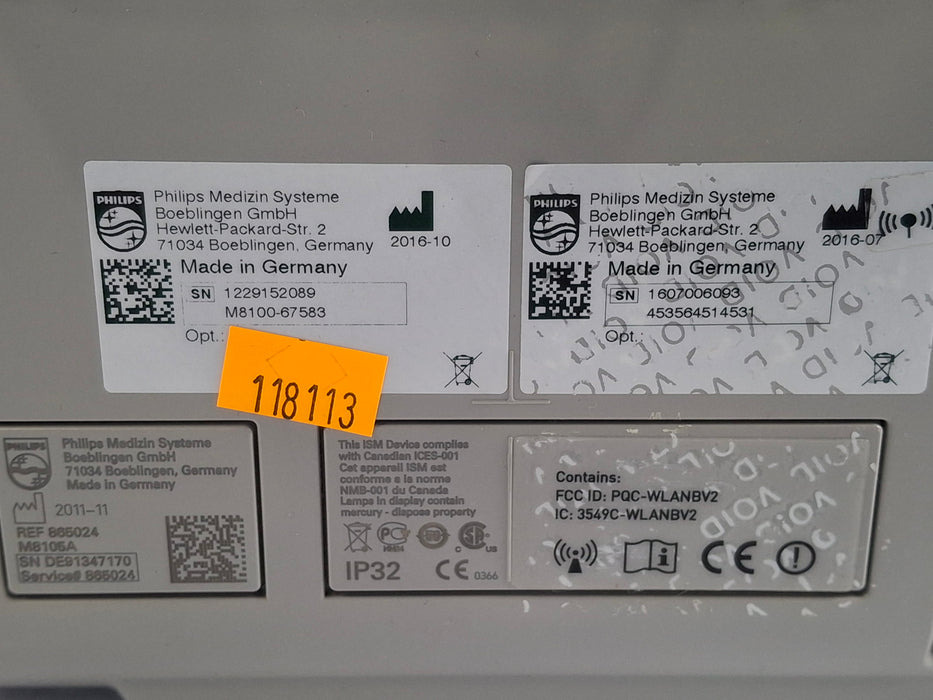 PHILIPS
Philips Medizin Systeme
Boeblingen GmbH
Hewlett-Packard-Str. 2
71034 Boeblingen, Germany
2016-10
Made in Germany
SN 1229152089
M8100-67583
Opt.:
118113
PHILIPS
Philips Medizin Systeme
Boeblingen GmbH
Hewlett-Packard-Str. 2
71034 Boeblingen, Germany
2016-07
Made in Germany
SN 1607006093
453564514531
Opt.:
VOID VOID
PHILIPS
Philips Medizin Systeme
Boeblingen GmbH
71034 Boeblingen, Germany
Made in Germany
2011-11
REF 865024
M8105A
SN DE91347170
Service# 865024
This ISM Device complies
with Canadian ICES-001
Cet appareil ISM est
conforme a la norme
NMB-001 du Canada
Lamps in display contain
mercury - dispose property
IP32
CE 0366
Contains:
FCC ID: PQC-WLANBV2
IC: 3549C-WLANBV2
CE
VOID
VOID